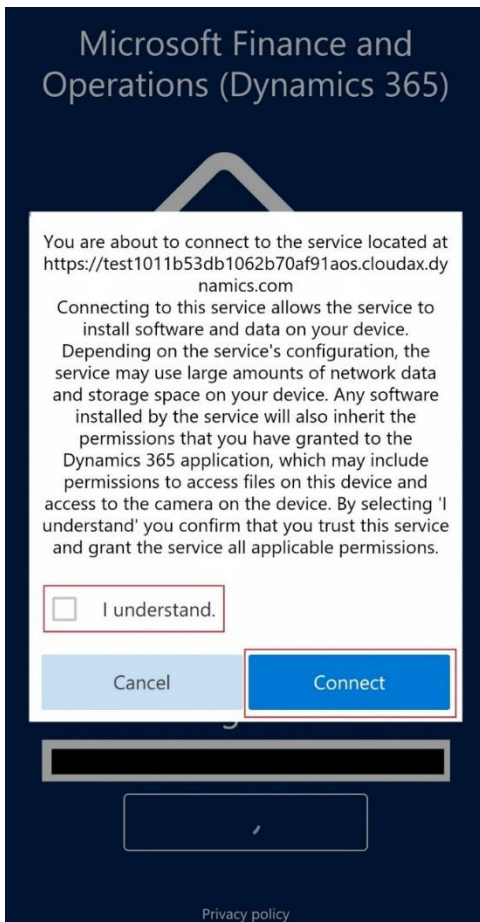 Microsoft Finance and
Operations (Dynamics 365)
You are about to connect to the service located at
https://test1011b53db1062b70af91aos.cloudax.dy
namics.com
Connecting to this service allows the service to
install software and data on your device.
Depending on the service's configuration, the
service may use large amounts of network data
and storage space on your device. Any software
installed by the service will also inherit the
permissions that you have granted to the
Dynamics 365 application, which may include
permissions to access files on this device and
access to the camera on the device. By selecting 'I
understand' you confirm that you trust this service
and grant the service all applicable permissions.
I understand.
Cancel
Connect
Privacy policy